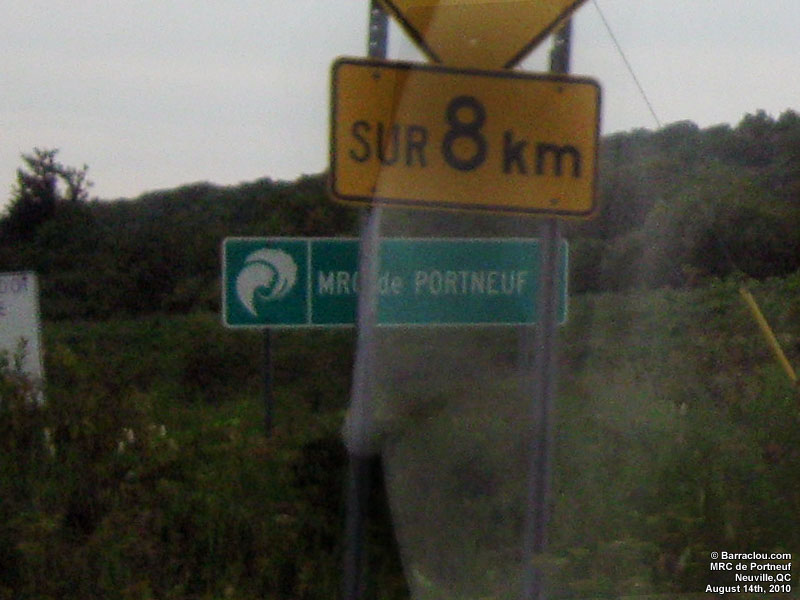 SUR 8 km
MRC de PORTNEUF
© Barraclou.com
MRC de Portneuf
Neuville,QC
August 14th, 2010